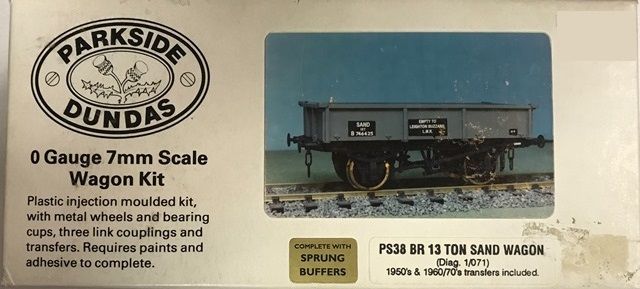 PARKSIDE
DUNDAS
0 Gauge 7mm Scale
Wagon Kit
Plastic injection moulded kit,
with metal wheels and bearing
cups, three link couplings and
transfers. Requires paints and
adhesive to complete.
SAND
B 746425
EMPTY TO
LEIGHTON BUZZARD
L.M.R.
COMPLETE WITH
SPRUNG
BUFFERS
PS38 BR 13 TON SAND WAGON
(Diag. 1/071)
1950's & 1960/70's transfers included.